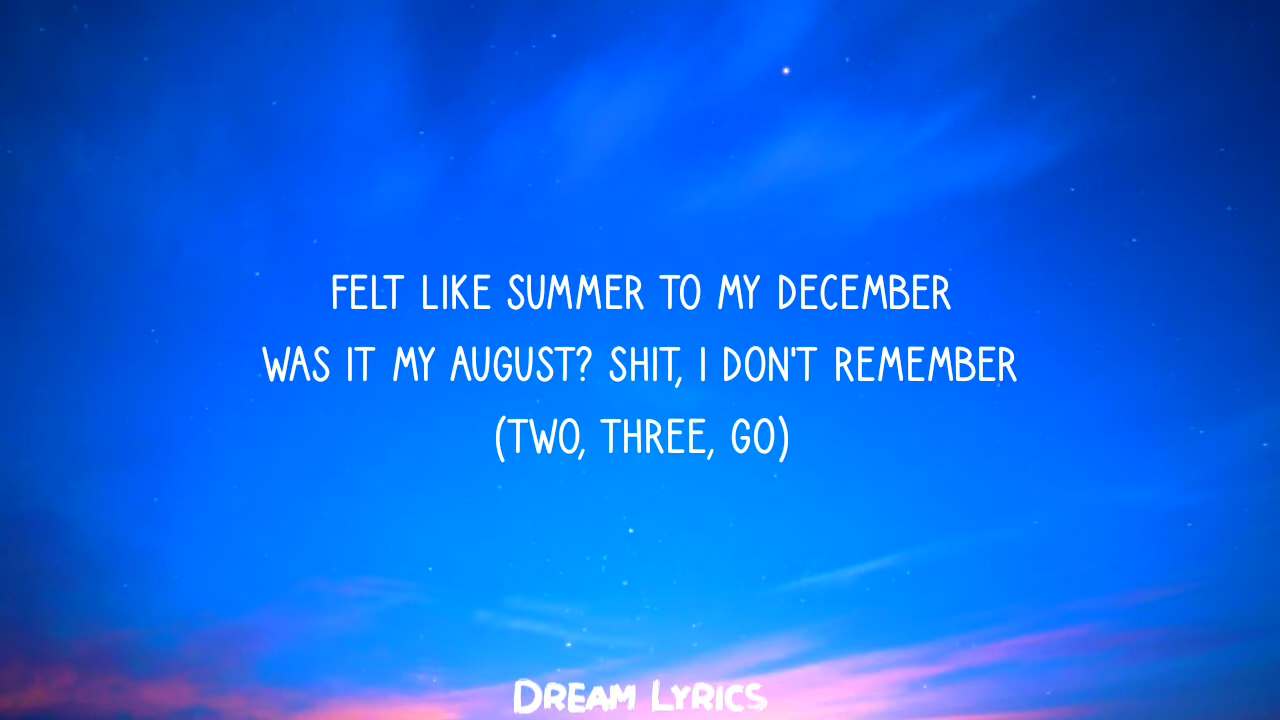 FELT LIKE SUMMER TO MY DECEMBER
WAS IT MY AUGUST? SHIT, I DON'T REMEMBER
(TWO, THREE, GO)
DREAM LYRICS